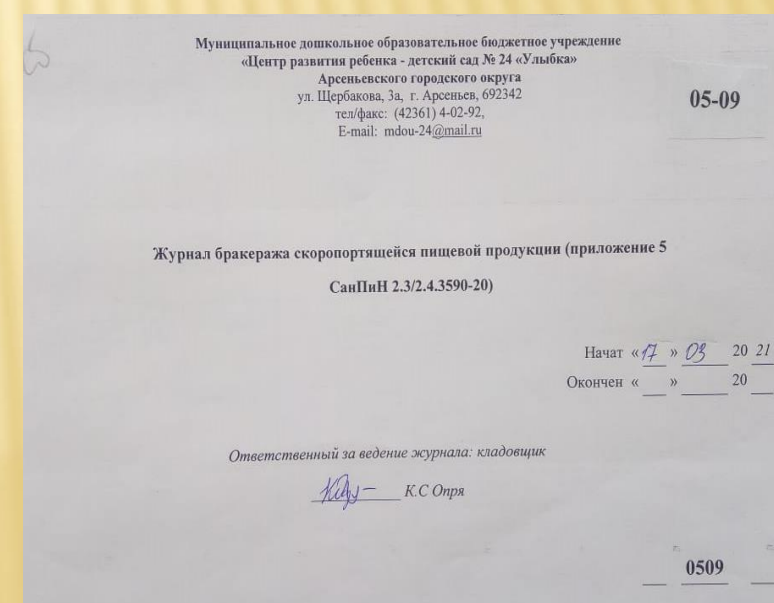 Муниципальное дошкольное образовательное бюджетное учреждение
«Центр развития ребенка - детский сад № 24 «Улыбка»
Арсеньевского городского округа
ул. Щербакова, 3а, г. Арсеньев, 692342
тел/факс: (42361) 4-02-92,
E-mail: mdou-24@mail.ru
05-09
Журнал бракеража скоропортящейся пищевой продукции (приложение 5
СанПиН 2.3/2.4.3590-20)
Начат «17» 03 20 21
Окончен « » 20
Ответственный за ведение журнала: кладовщик
К.С Опря
0509